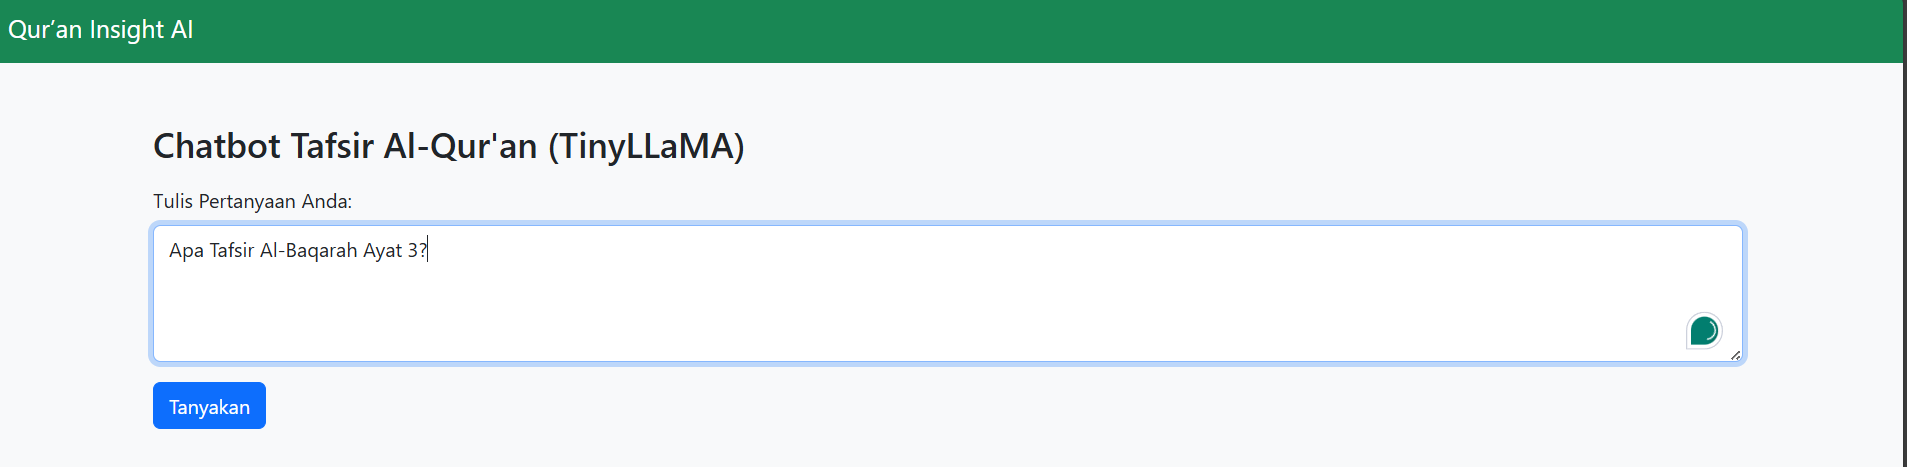 Qur’an Insight AI
Chatbot Tafsir Al-Qur'an (TinyLLaMA)
Tulis Pertanyaan Anda:
Apa Tafsir Al-Baqarah Ayat 3?
Tanyakan